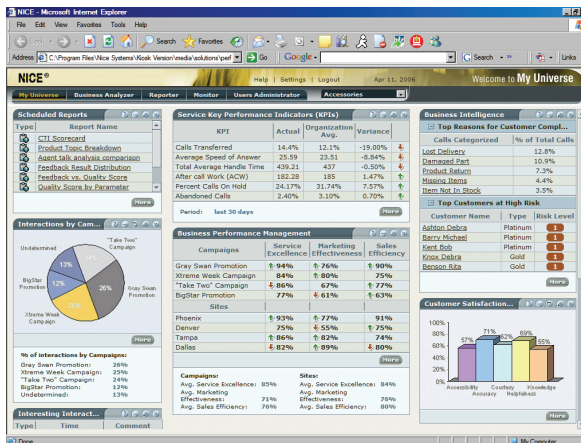 NICE - Microsoft Internet Explorer
File Edit View Favorites Tools Help
Back Search Favorites
Address C:\Program Files\Nice Systems\Kiosk Version\media\solutions\perf Go Google Search Links
NICE® Help | Settings | Logout Apr 11, 2006 Welcome to My Universe
My Universe Business Analyzer Reporter Monitor Users Administrator Accessories
Scheduled Reports
Type Report Name
CTI Scorecard
Product Topic Breakdown
Agent talk analysis comparison
Feedback Result Distribution
Feedback vs. Quality Score
Quality Score by Parameter
More
Interactions by Cam...
Undetermined
"Take Two" Campaign
BigStar Promotion
Gray Swan Promotion
Xtreme Week Campaign
13%
24%
12%
26%
25%
More
% of interactions by Campaigns:
Gray Swan Promotion: 26%
Xtreme Week Campaign: 25%
"Take Two" Campaign: 24%
BigStar Promotion: 12%
Undetermined: 13%
Interesting Interact...
Type Time Comment
Service Key Performance Indicators (KPIs)
KPI Actual Organization Avg. Variance
Calls Transferred 14.4% 12.1% -19.00%
Average Speed of Answer 25.59 23.51 -8.84%
Total Average Handle Time 439.21 437 -0.50%
After call Work (ACW) 182.28 185 1.47%
Percent Calls On Hold 24.17% 31.74% 7.57%
Abandoned Calls 2.40% 3.10% 0.70%
Period: last 30 days
More
Business Performance Management
Campaigns Service Excellence Marketing Effectiveness Sales Efficiency
Gray Swan Promotion 94% 76% 90%
Xtreme Week Campaign 84% 80% 75%
"Take Two" Campaign 86% 67% 77%
BigStar Promotion 77% 61% 63%
Sites
Phoenix 93% 77% 91%
Denver 75% 55% 75%
Tampa 86% 82% 74%
Dallas 82% 89% 80%
More
Campaigns: Sites:
Avg. Service Excellence: 85% Avg. Service Excellence: 84%
Avg. Marketing Effectiveness: 71% Avg. Marketing Effectiveness: 76%
Avg. Sales Efficiency: 76% Avg. Sales Efficiency: 80%
Business Intelligence
Top Reasons for Customer Compl...
Calls Categorized % of Total Calls
Lost Delivery 12.8%
Damaged Part 10.9%
Product Return 7.3%
Missing Items 4.4%
Item Not In Stock 3.5%
Top Customers at High Risk
Customer Name Type Risk Level
Ashton Debra Platinum 1
Barry Michael Platinum 1
Kent Bob Platinum 1
Knox Debra Gold 1
Benson Rita Gold 1
More
Customer Satisfaction...
100%
80%
60%
40%
20%
0%
57% 71% 62% 69% 55%
Accessibility Courtesy Knowledge
Accuracy Helpfulness
More
Done My Computer